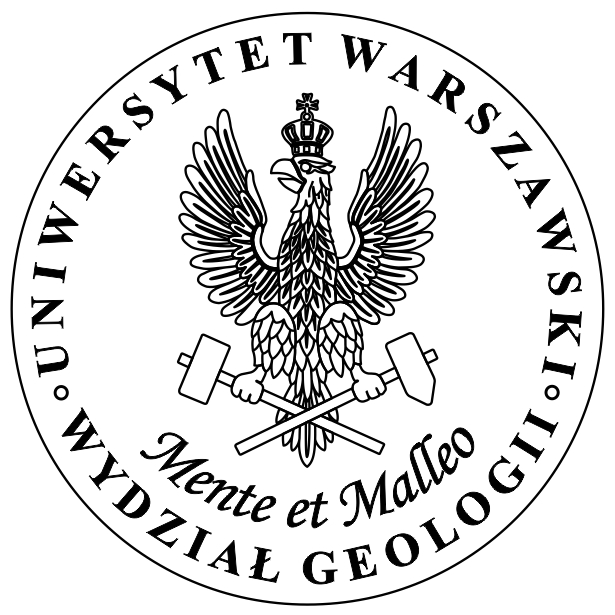 UNIWERSYTET WARSZAWSKI
WYDZIAŁ GEOLOGII
Mente et Malleo